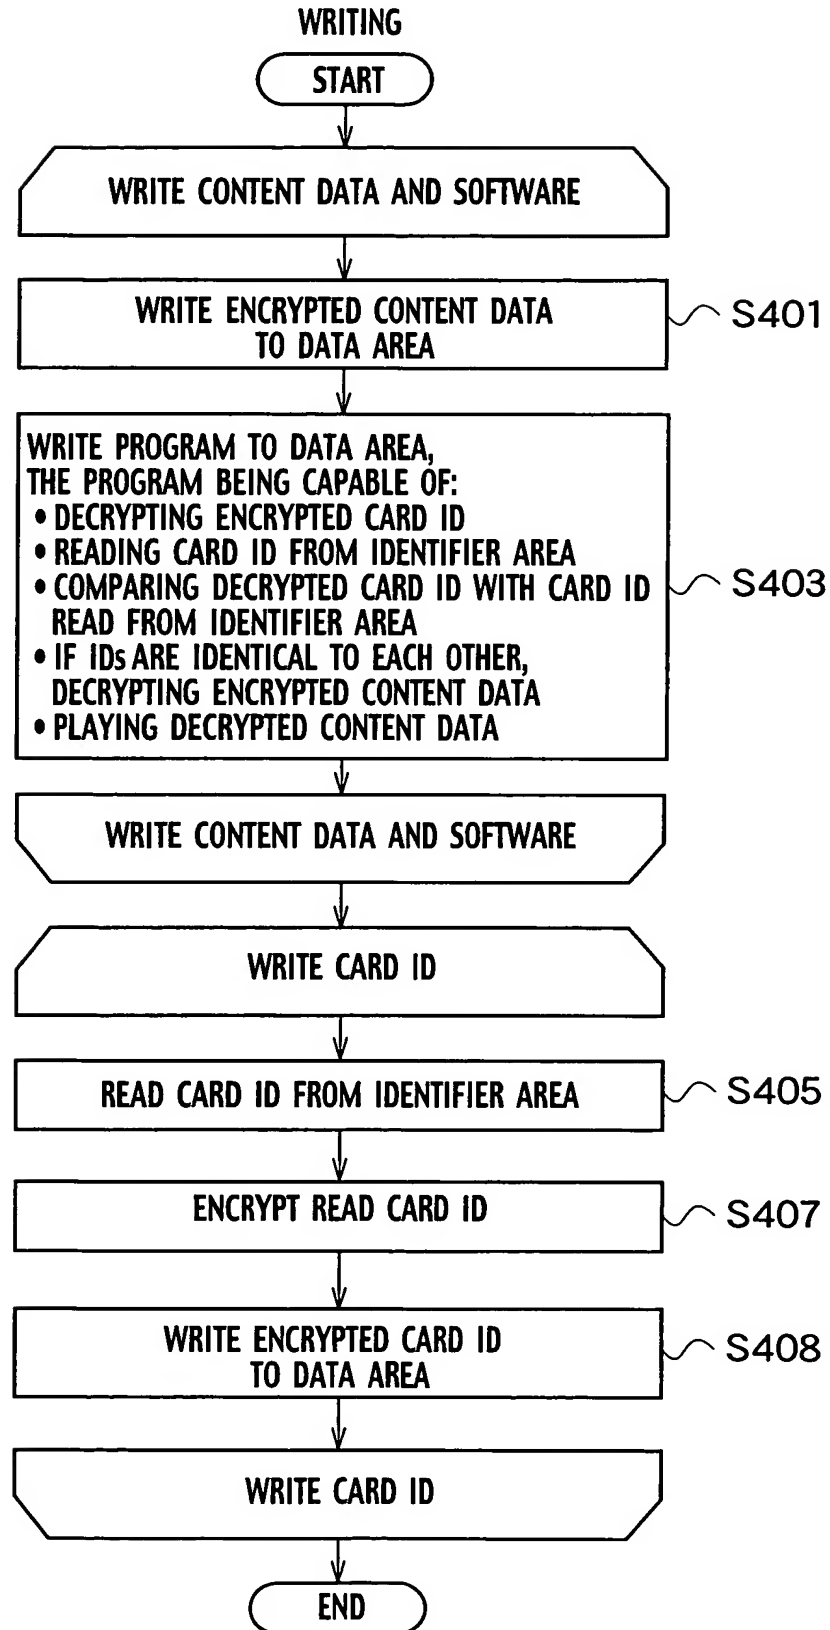 WRITING
START
WRITE CONTENT DATA AND SOFTWARE
WRITE ENCRYPTED CONTENT DATA
TO DATA AREA
S401
WRITE PROGRAM TO DATA AREA,
THE PROGRAM BEING CAPABLE OF:
• DECRYPTING ENCRYPTED CARD ID
• READING CARD ID FROM IDENTIFIER AREA
• COMPARING DECRYPTED CARD ID WITH CARD ID
READ FROM IDENTIFIER AREA
• IF IDs ARE IDENTICAL TO EACH OTHER,
DECRYPTING ENCRYPTED CONTENT DATA
• PLAYING DECRYPTED CONTENT DATA
S403
WRITE CONTENT DATA AND SOFTWARE
WRITE CARD ID
READ CARD ID FROM IDENTIFIER AREA
S405
ENCRYPT READ CARD ID
S407
WRITE ENCRYPTED CARD ID
TO DATA AREA
S408
WRITE CARD ID
END